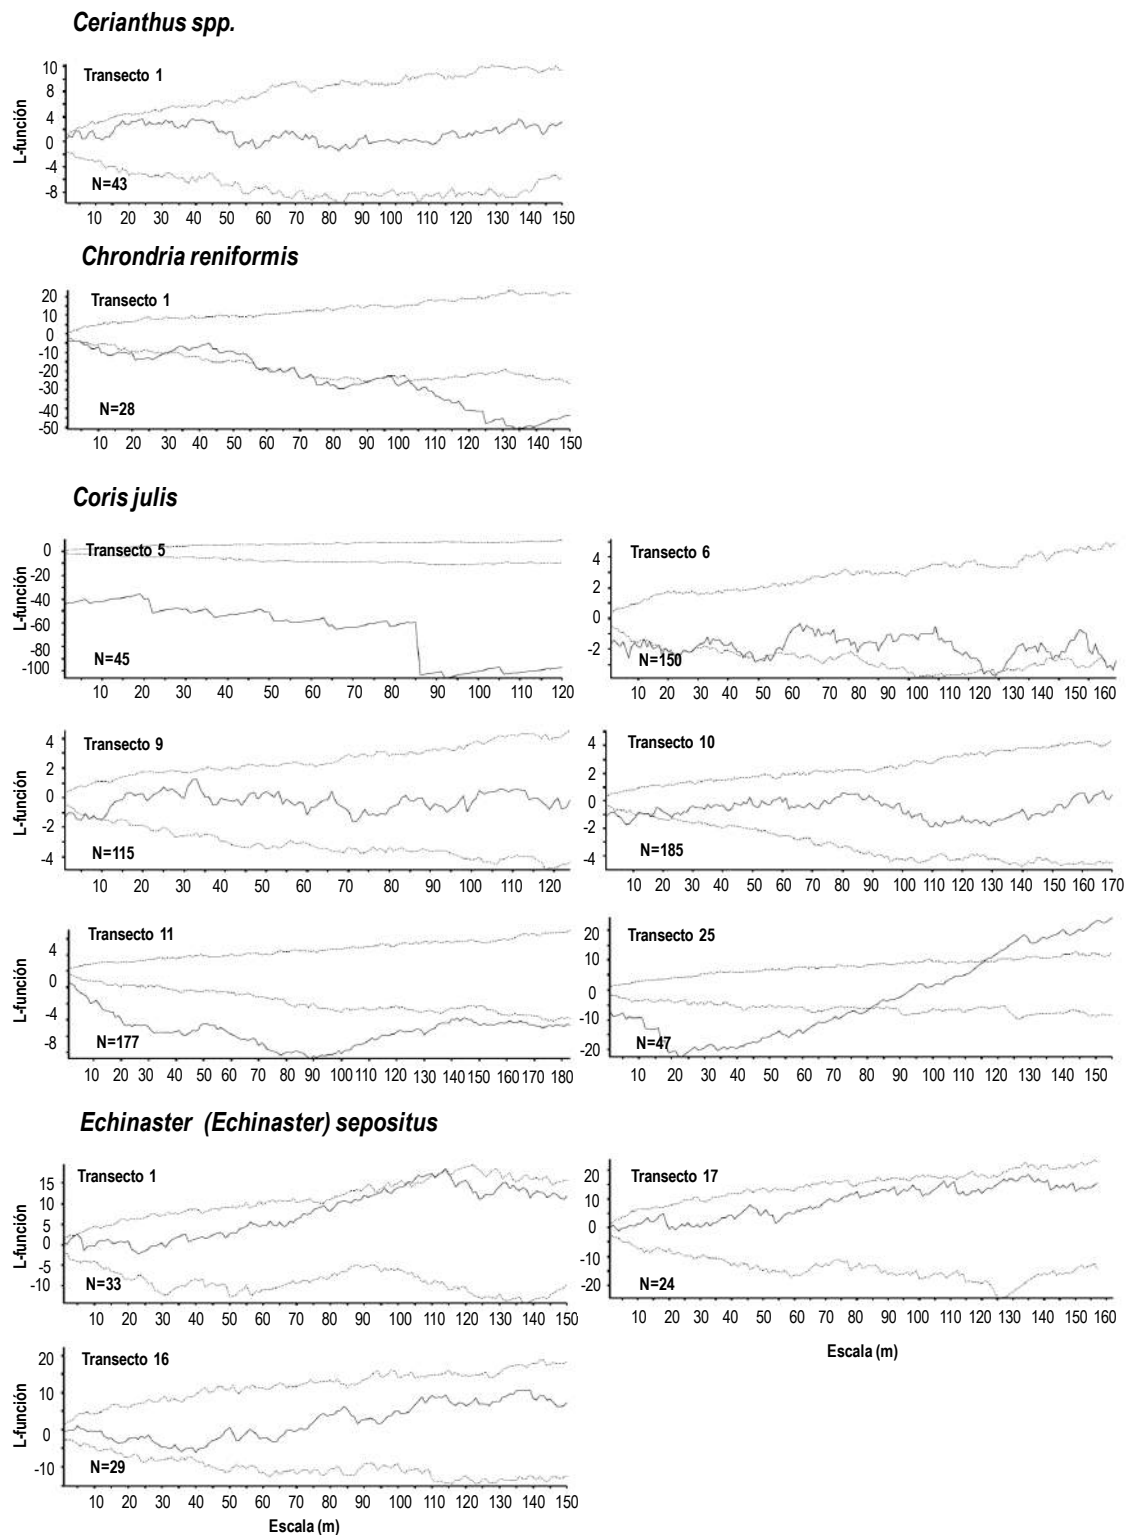 Cerianthus spp.
Transecto 1
L-función
10
8
4
0
-4
-8
N=43
10 20 30 40 50 60 70 80 90 100 110 120 130 140 150
Chrondria reniformis
Transecto 1
20
10
0
-10
-20
-30
-40
-50
N=28
10 20 30 40 50 60 70 80 90 100 110 120 130 140 150
Coris julis
Transecto 5
L-función
0
-20
-40
-60
-80
-100
N=45
10 20 30 40 50 60 70 80 90 100 110 120
Transecto 6
4
2
0
-2
N=150
10 20 30 40 50 60 70 80 90 100 110 120 130 140 150 160
Transecto 9
L-función
4
2
0
-2
-4
N=115
10 20 30 40 50 60 70 80 90 100 110 120
Transecto 10
4
2
0
-2
-4
N=185
10 20 30 40 50 60 70 80 90 100 110 120 130 140 150 160 170
Transecto 11
L-función
4
0
-4
-8
N=177
10 20 30 40 50 60 70 80 90 100 110 120 130 140 150 160 170 180
Transecto 25
20
10
0
-10
-20
N=47
10 20 30 40 50 60 70 80 90 100 110 120 130 140 150
Echinaster (Echinaster) sepositus
Transecto 1
L-función
15
10
5
0
-5
-10
N=33
10 20 30 40 50 60 70 80 90 100 110 120 130 140 150
Transecto 17
20
10
0
-10
-20
N=24
10 20 30 40 50 60 70 80 90 100 110 120 130 140 150 160
Escala (m)
Transecto 16
L-función
20
10
0
-10
N=29
10 20 30 40 50 60 70 80 90 100 110 120 130 140 150
Escala (m)